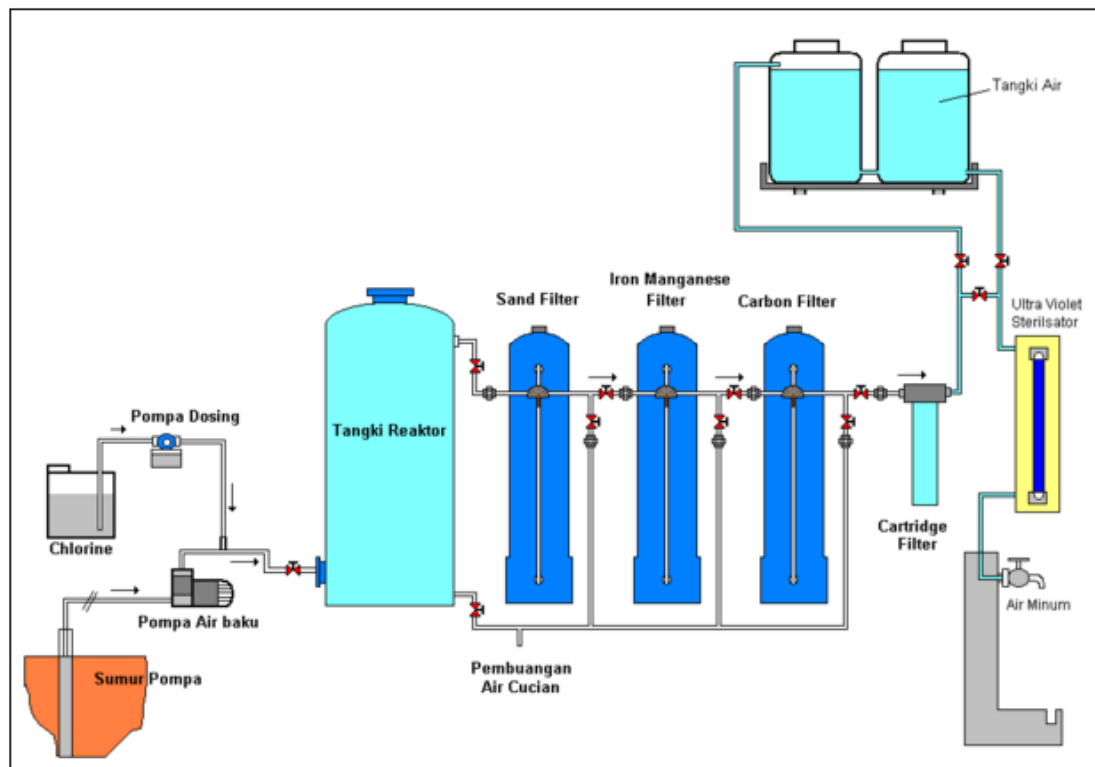 Tangki Air
Iron Manganese
Filter
Sand Filter
Carbon Filter
Ultra Violet
Sterilsator
Pompa Dosing
Tangki Reaktor
Chlorine
Cartridge
Filter
Pompa Air baku
Air Minum
Pembuangan
Air Cucian
Sumur Pompa